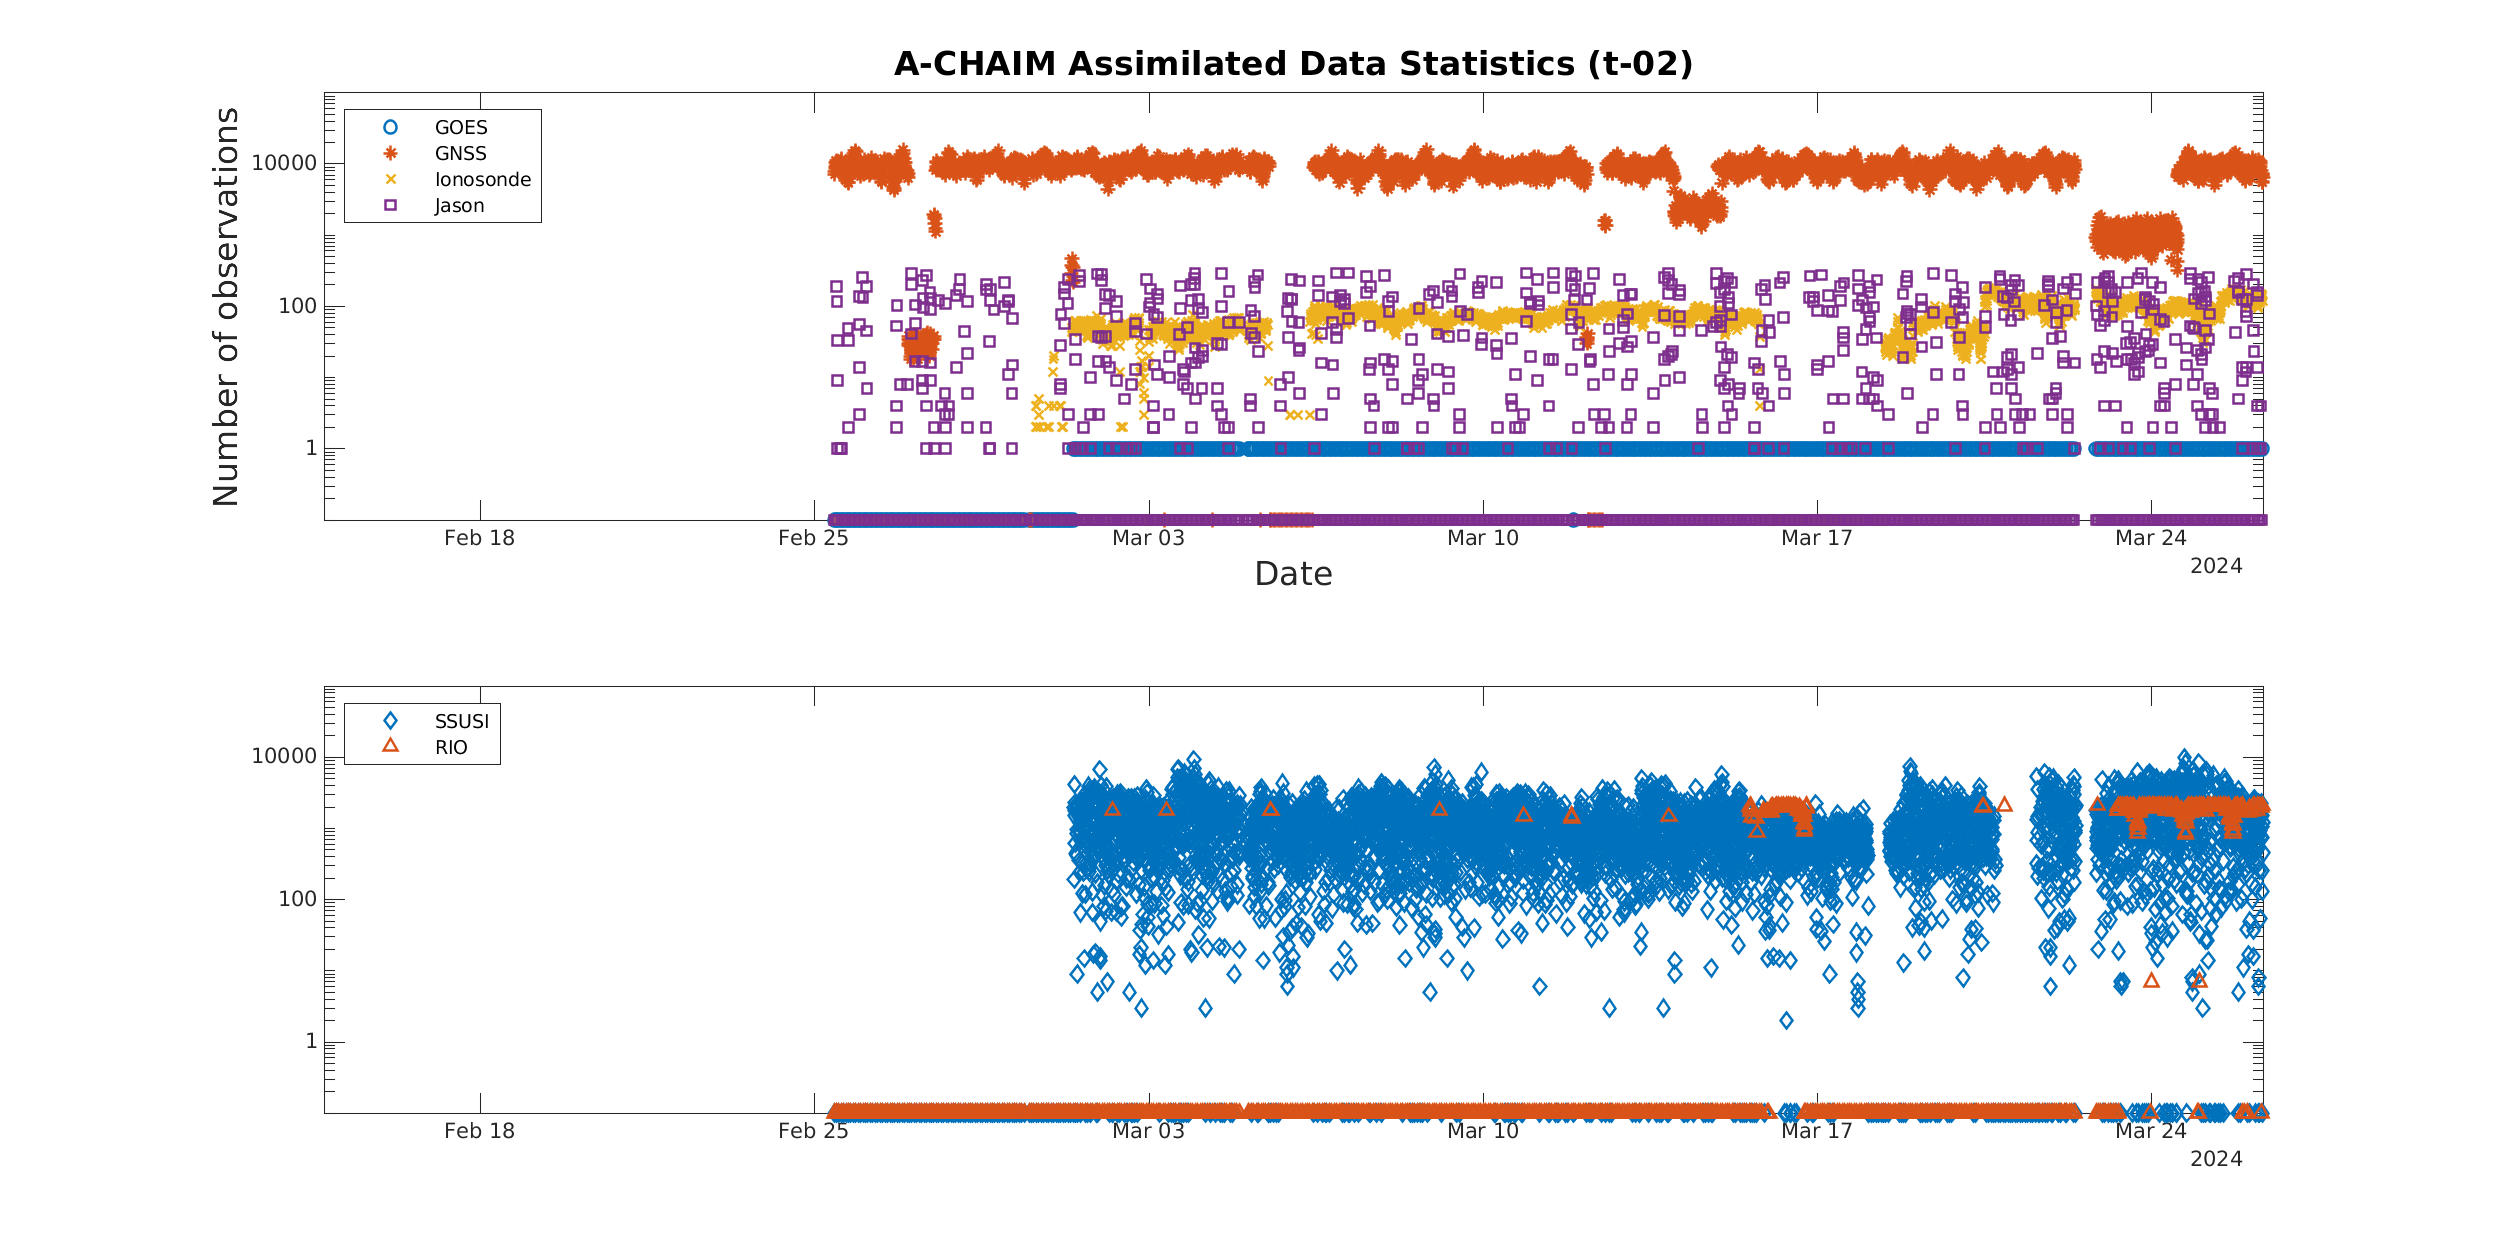 A-CHAIM Assimilated Data Statistics (t-02)
Number of observations
10000
100
1
GOES
GNSS
Ionosonde
Jason
Feb 18
Feb 25
Mar 03
Mar 10
Mar 17
Mar 24
2024
Date
10000
100
1
SSUSI
RIO
Feb 18
Feb 25
Mar 03
Mar 10
Mar 17
Mar 24
2024